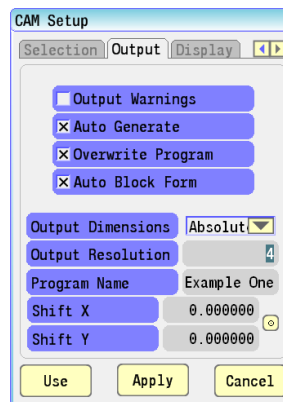 CAM Setup
Selection Output Display
Output Warnings
Auto Generate
Overwrite Program
Auto Block Form
Output Dimensions Absolut
Output Resolution 4
Program Name Example One
Shift X 0.000000
Shift Y 0.000000
Use Apply Cancel